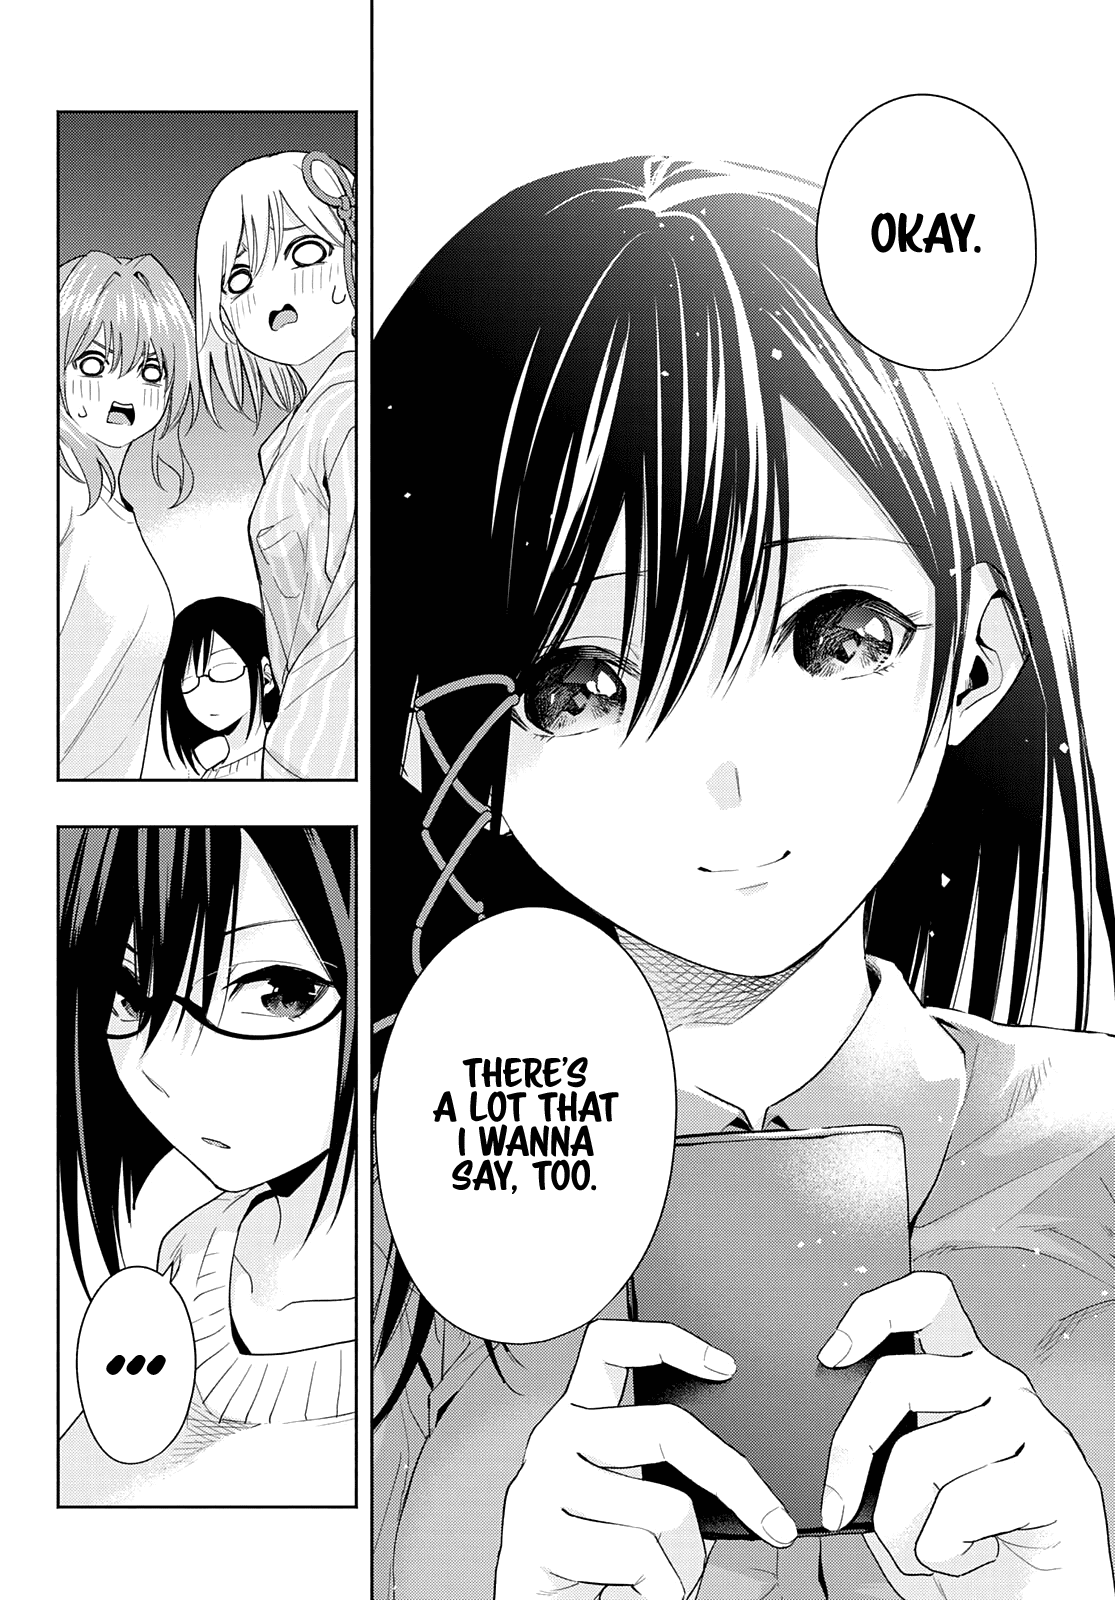 OKAY.
THERE'S
A LOT THAT
I WANNA
SAY, TOO.
...